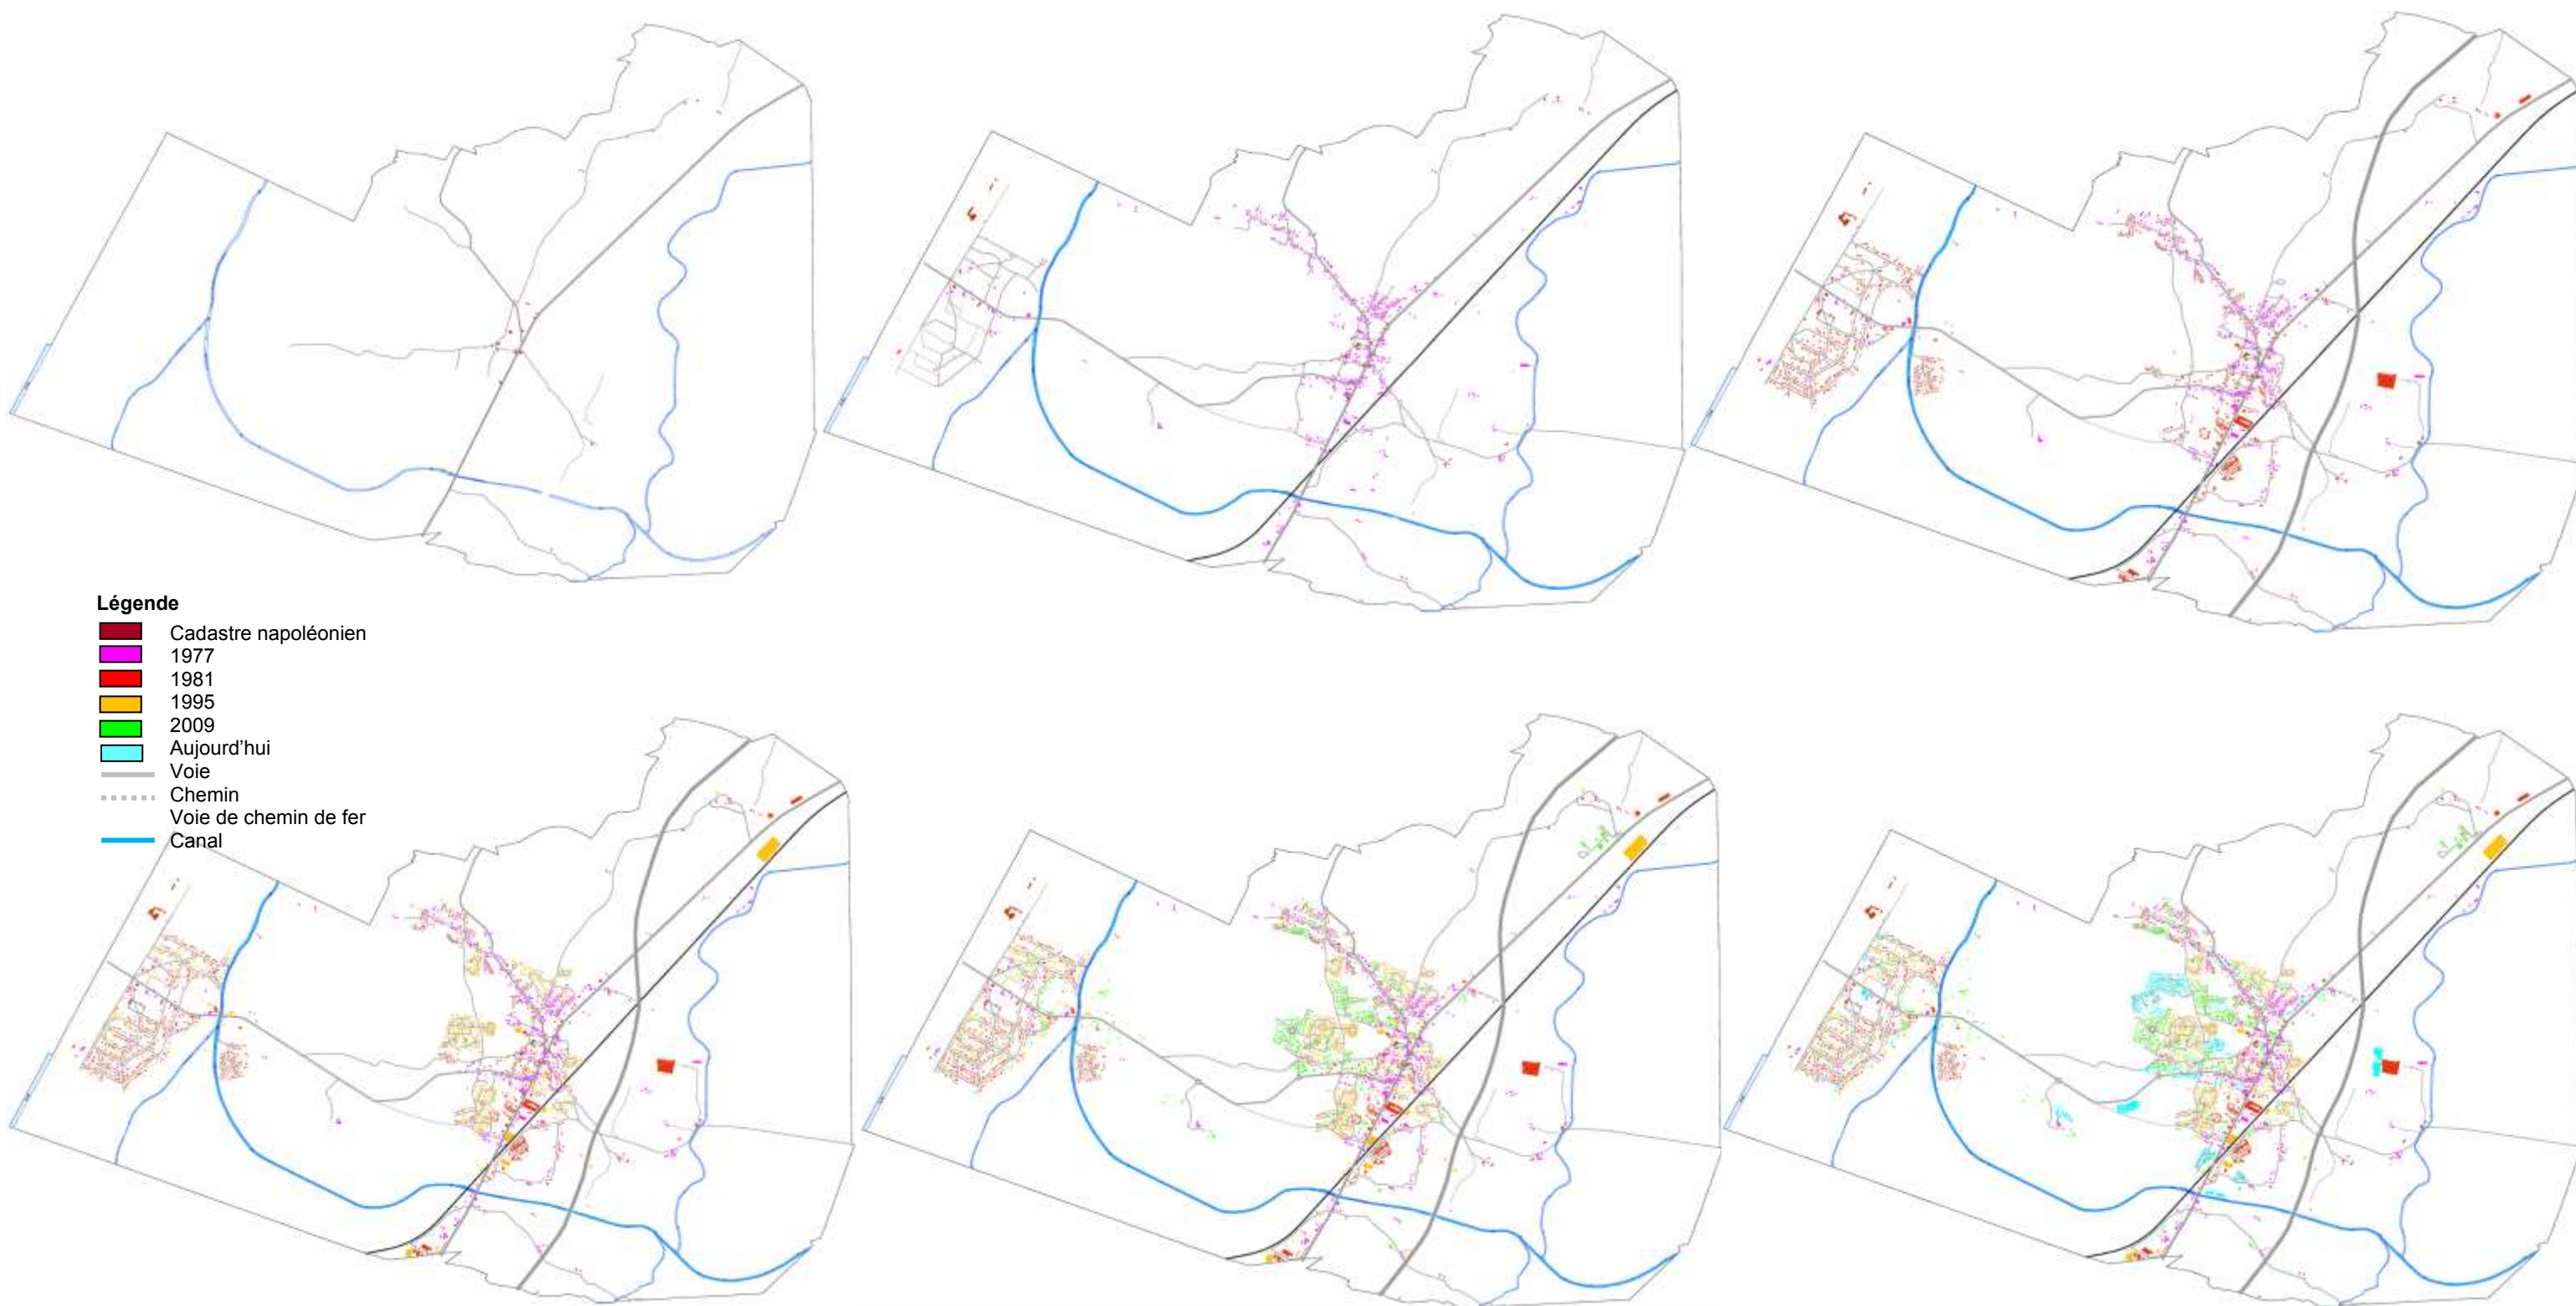 Légende
Cadastre napoléonien
1977
1981
1995
2009
Aujourd'hui
Voie
Chemin
Voie de chemin de fer
Canal